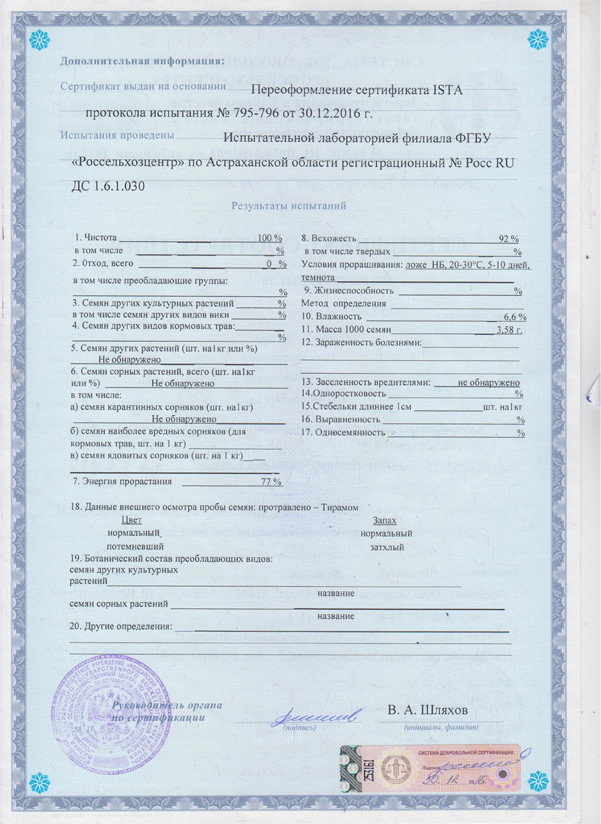 Дополнительная информация:
Сертификат выдан на основании Переоформление сертификата ISTA
протокола испытания № 795-796 от 30.12.2016 г.
Испытания проведены Испытательной лабораторией филиала ФГБУ
«Россельхозцентр» по Астраханской области регистрационный № Росс RU
ДС 1.6.1.030
Результаты испытаний
1. Чистота 100 %
в том числе %
2. Отход, всего 0 %
в том числе преобладающие группы:
%
3. Семян других культурных растений %
в том числе семян других видов вики %
4. Семян других видов кормовых трав:
%
5. Семян других растений (шт. на1кг или %)
Не обнаружено
6. Семян сорных растений, всего (шт. на1кг
или %) Не обнаружено
в том числе:
а) семян карантинных сорняков (шт. на1кг)
Не обнаружено
б) семян наиболее вредных сорняков (для
кормовых трав, шт. на 1 кг)
в) семян ядовитых сорняков (шт. на 1 кг)
7. Энергия прорастания 77 %
8. Всхожесть 92 %
в том числе твердых %
Условия проращивания: ложе НБ, 20-30°С, 5-10 дней,
темнота
9. Жизнеспособность %
Метод определения
10. Влажность 6,6 %
11. Масса 1000 семян 3,58 г.
12. Зараженность болезнями:
13. Заселенность вредителями: не обнаружено
14.Одноростковость %
15.Стебельки длиннее 1см шт. на1кг
16. Выравненность %
17. Односемянность %
18. Данные внешнего осмотра пробы семян: протравлено – Тирамом
Цвет Запах
нормальный нормальный
потемневший затхлый
19. Ботанический состав преобладающих видов:
семян других культурных
растений
название
семян сорных растений
название
20. Другие определения:
Руководитель органа
по сертификации
В. А. Шляхов
(подпись) (инициалы, фамилия)
СИСТЕМА ДОБРОВОЛЬНОЙ СЕРТИФИКАЦИИ